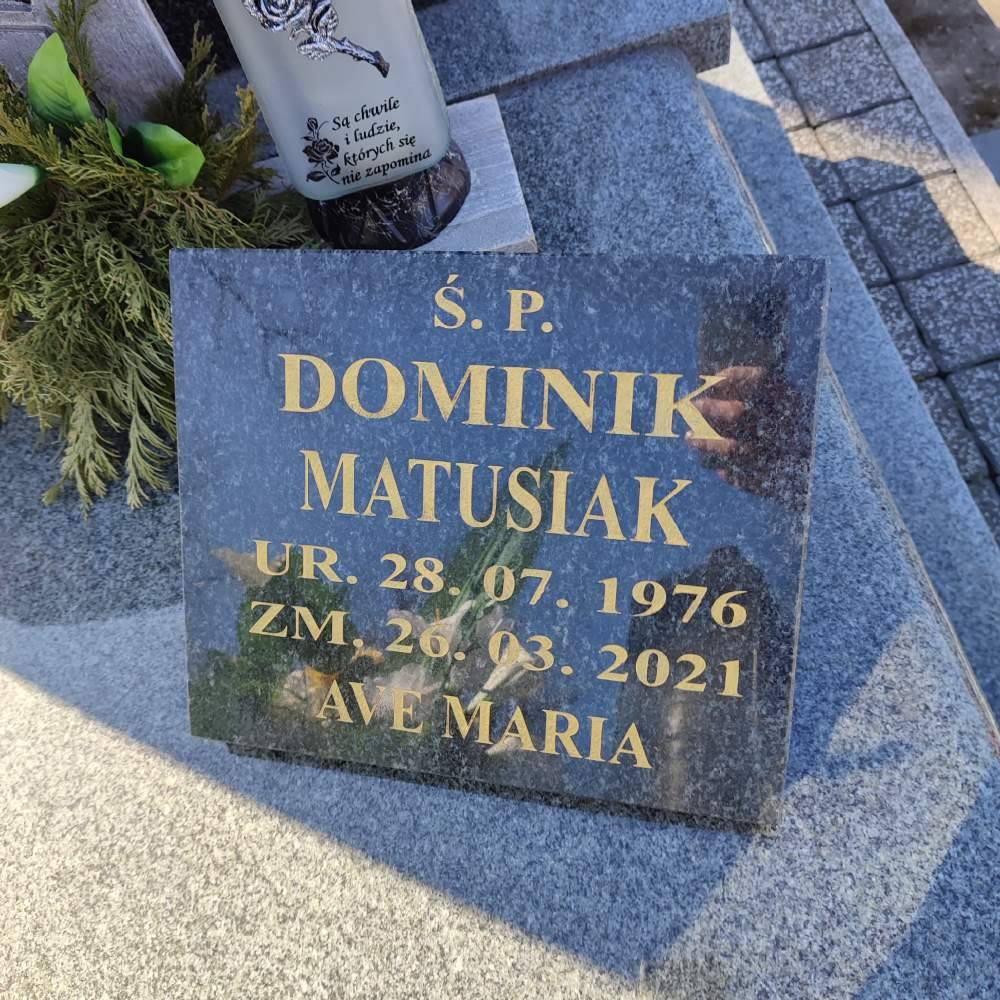 Są chwile
i ludzie,
których się
nie zapomina
Ś. P.
DOMINIK
MATUSIAK
UR. 28. 07. 1976
ZM. 26. 03. 2021
AVE MARIA